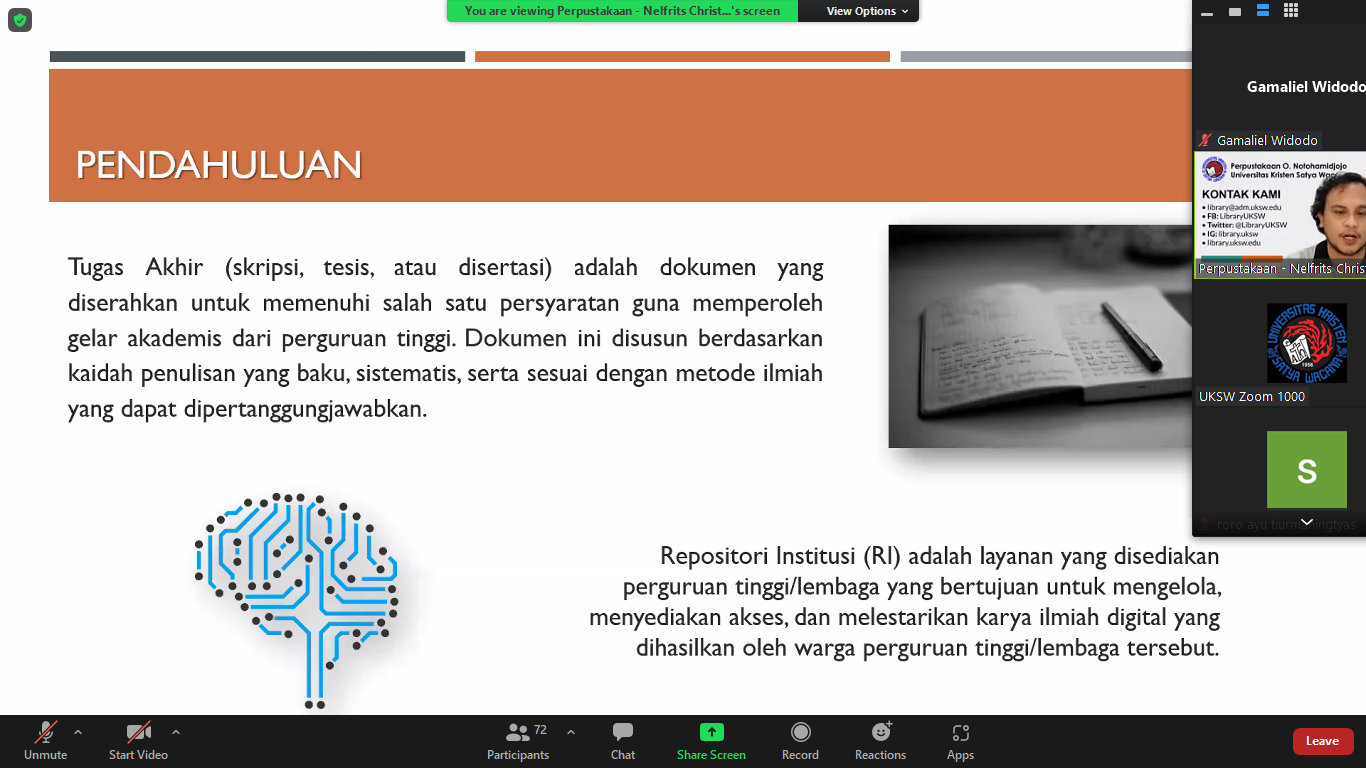 You are viewing Perpustakaan - Nelfrits Christ...'s screen
View Options
PENDAHULUAN
Tugas Akhir (skripsi, tesis, atau disertasi) adalah dokumen yang
diserahkan untuk memenuhi salah satu persyaratan guna memperoleh
gelar akademis dari perguruan tinggi. Dokumen ini disusun berdasarkan
kaidah penulisan yang baku, sistematis, serta sesuai dengan metode ilmiah
yang dapat dipertanggungjawabkan.
Repositori Institusi (RI) adalah layanan yang disediakan
perguruan tinggi/lembaga yang bertujuan untuk mengelola,
menyediakan akses, dan melestarikan karya ilmiah digital yang
dihasilkan oleh warga perguruan tinggi/lembaga tersebut.
Gamaliel Widodo
Gamaliel Widodo
Perpustakaan O. Notohamidjojo
Universitas Kristen Satya Wac
KONTAK KAMI
• library@adm.uksw.edu
• FB: LibraryUKSW
• Twitter: @LibraryUKSW
• IG: library.uksw
• library.uksw.edu
Perpustakaan - Nelfrits Christ
UNIVERSITAS KRISTEN
SATYA WACANA
1956
UKSW Zoom 1000
S
roro ayu tiurmaningtyas
Unmute
Start Video
72
Participants
Chat
Share Screen
Record
Reactions
Apps
Leave